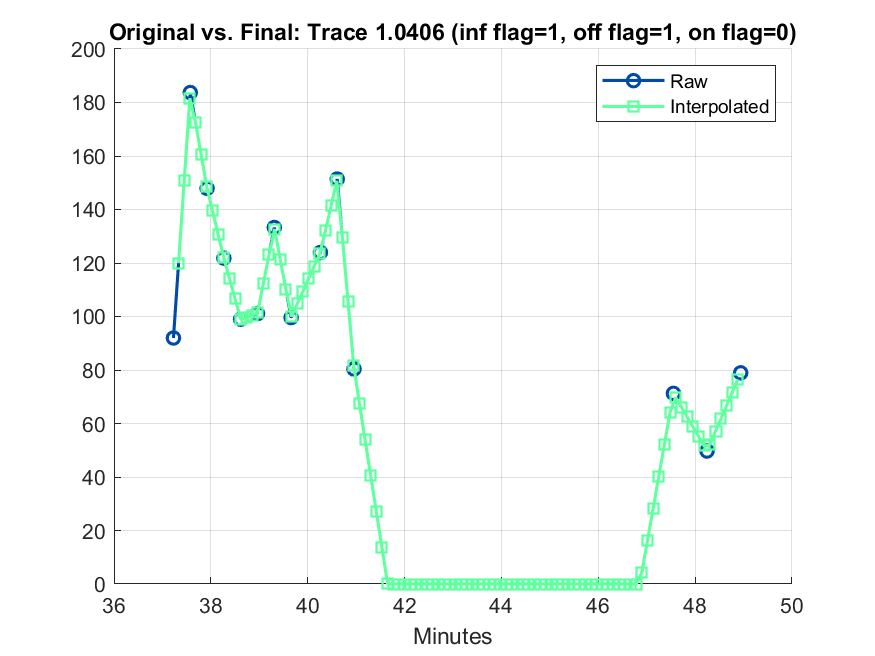 Original vs. Final: Trace 1.0406 (inf flag=1, off flag=1, on flag=0)
200
180
160
140
120
100
80
60
40
20
0
Raw
Interpolated
36 38 40 42 44 46 48 50
Minutes